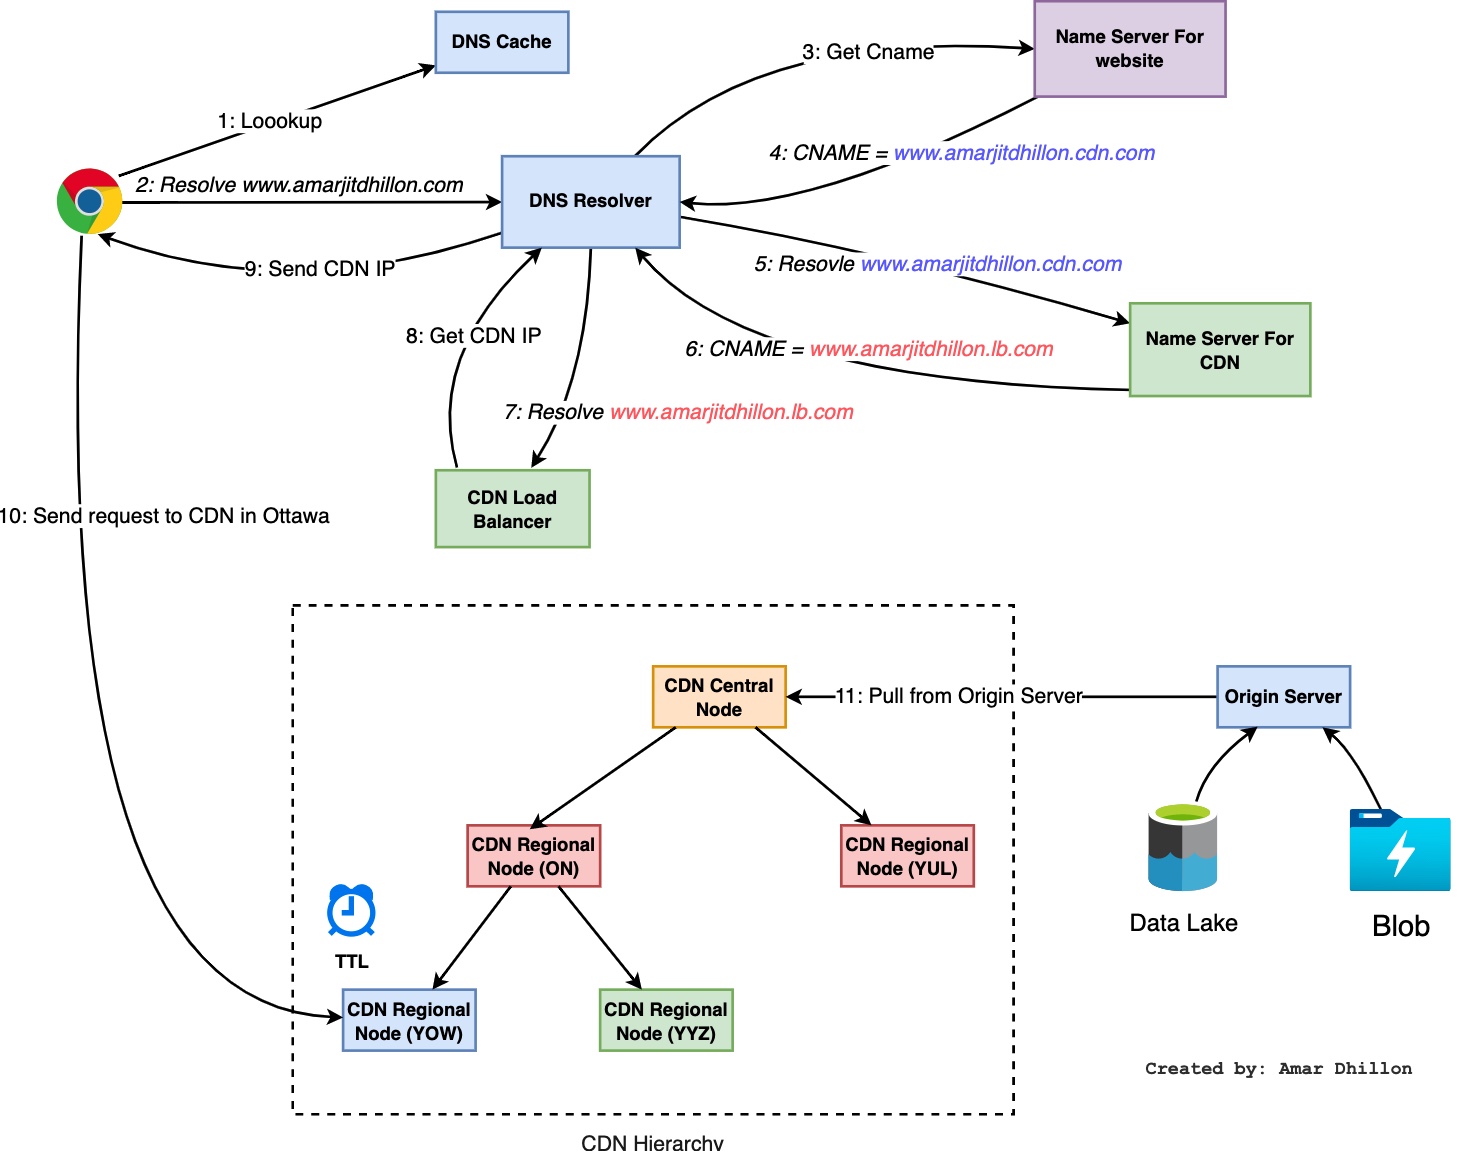 DNS Cache
Name Server For
website
3: Get Cname
1: Loookup
4: CNAME = www.amarjitdhillon.cdn.com
2: Resolve www.amarjitdhillon.com
DNS Resolver
9: Send CDN IP
5: Resovle www.amarjitdhillon.cdn.com
8: Get CDN IP
6: CNAME = www.amarjitdhillon.lb.com
Name Server For
CDN
7: Resolve www.amarjitdhillon.lb.com
CDN Load
Balancer
10: Send request to CDN in Ottawa
CDN Central
Node
11: Pull from Origin Server
Origin Server
CDN Regional
Node (ON)
CDN Regional
Node (YUL)
Data Lake
Blob
TTL
CDN Regional
Node (YOW)
CDN Regional
Node (YYZ)
Created by: Amar Dhillon
CDN Hierarchy